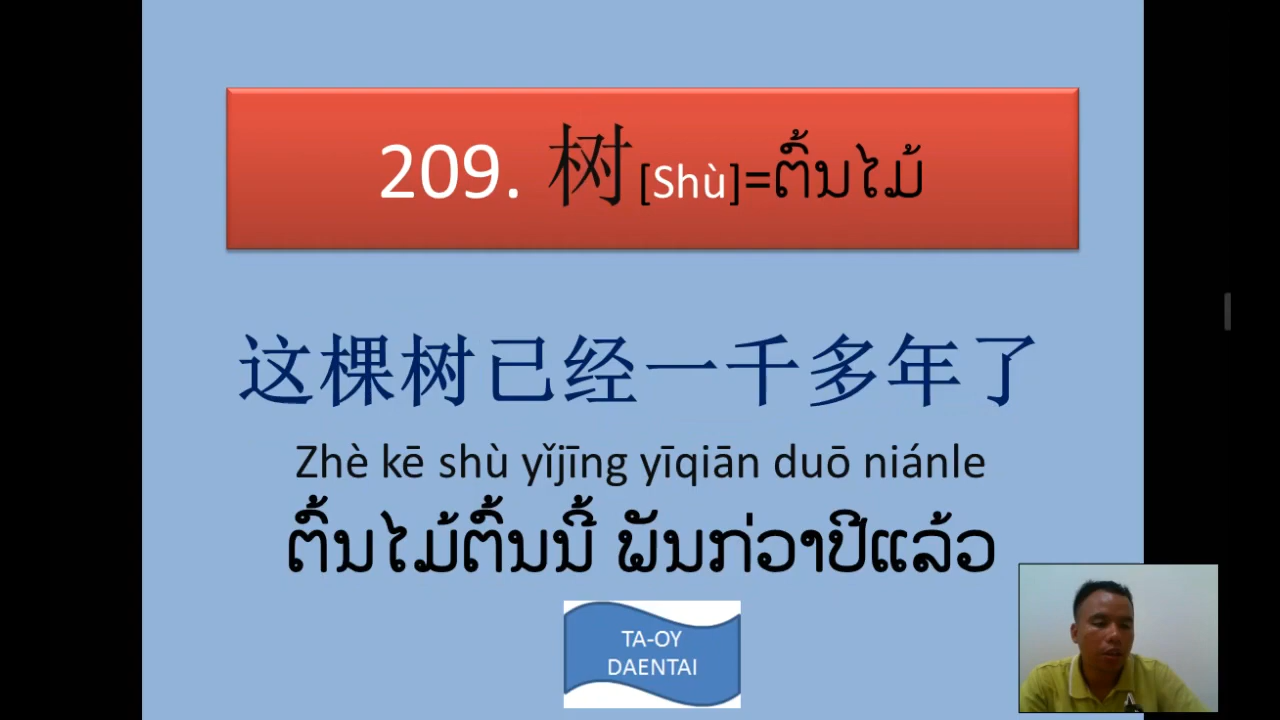 209. 树[Shù]=ຕົ້ນໄມ້
这棵树已经一千多年了
Zhè kē shù yǐjīng yīqiān duō niánle
ຕົ້ນໄມ້ຕົ້ນນີ້ ພັນກ່ວາປີແລ້ວ
TA-OY
DAENTAI